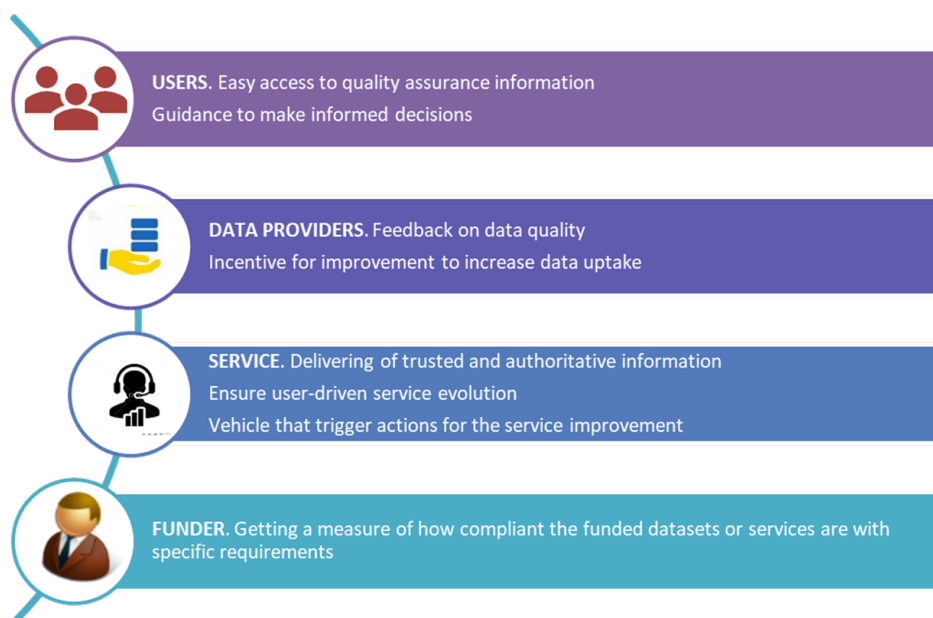 USERS. Easy access to quality assurance information
Guidance to make informed decisions
DATA PROVIDERS. Feedback on data quality
Incentive for improvement to increase data uptake
SERVICE. Delivering of trusted and authoritative information
Ensure user-driven service evolution
Vehicle that trigger actions for the service improvement
FUNDER. Getting a measure of how compliant the funded datasets or services are with
specific requirements